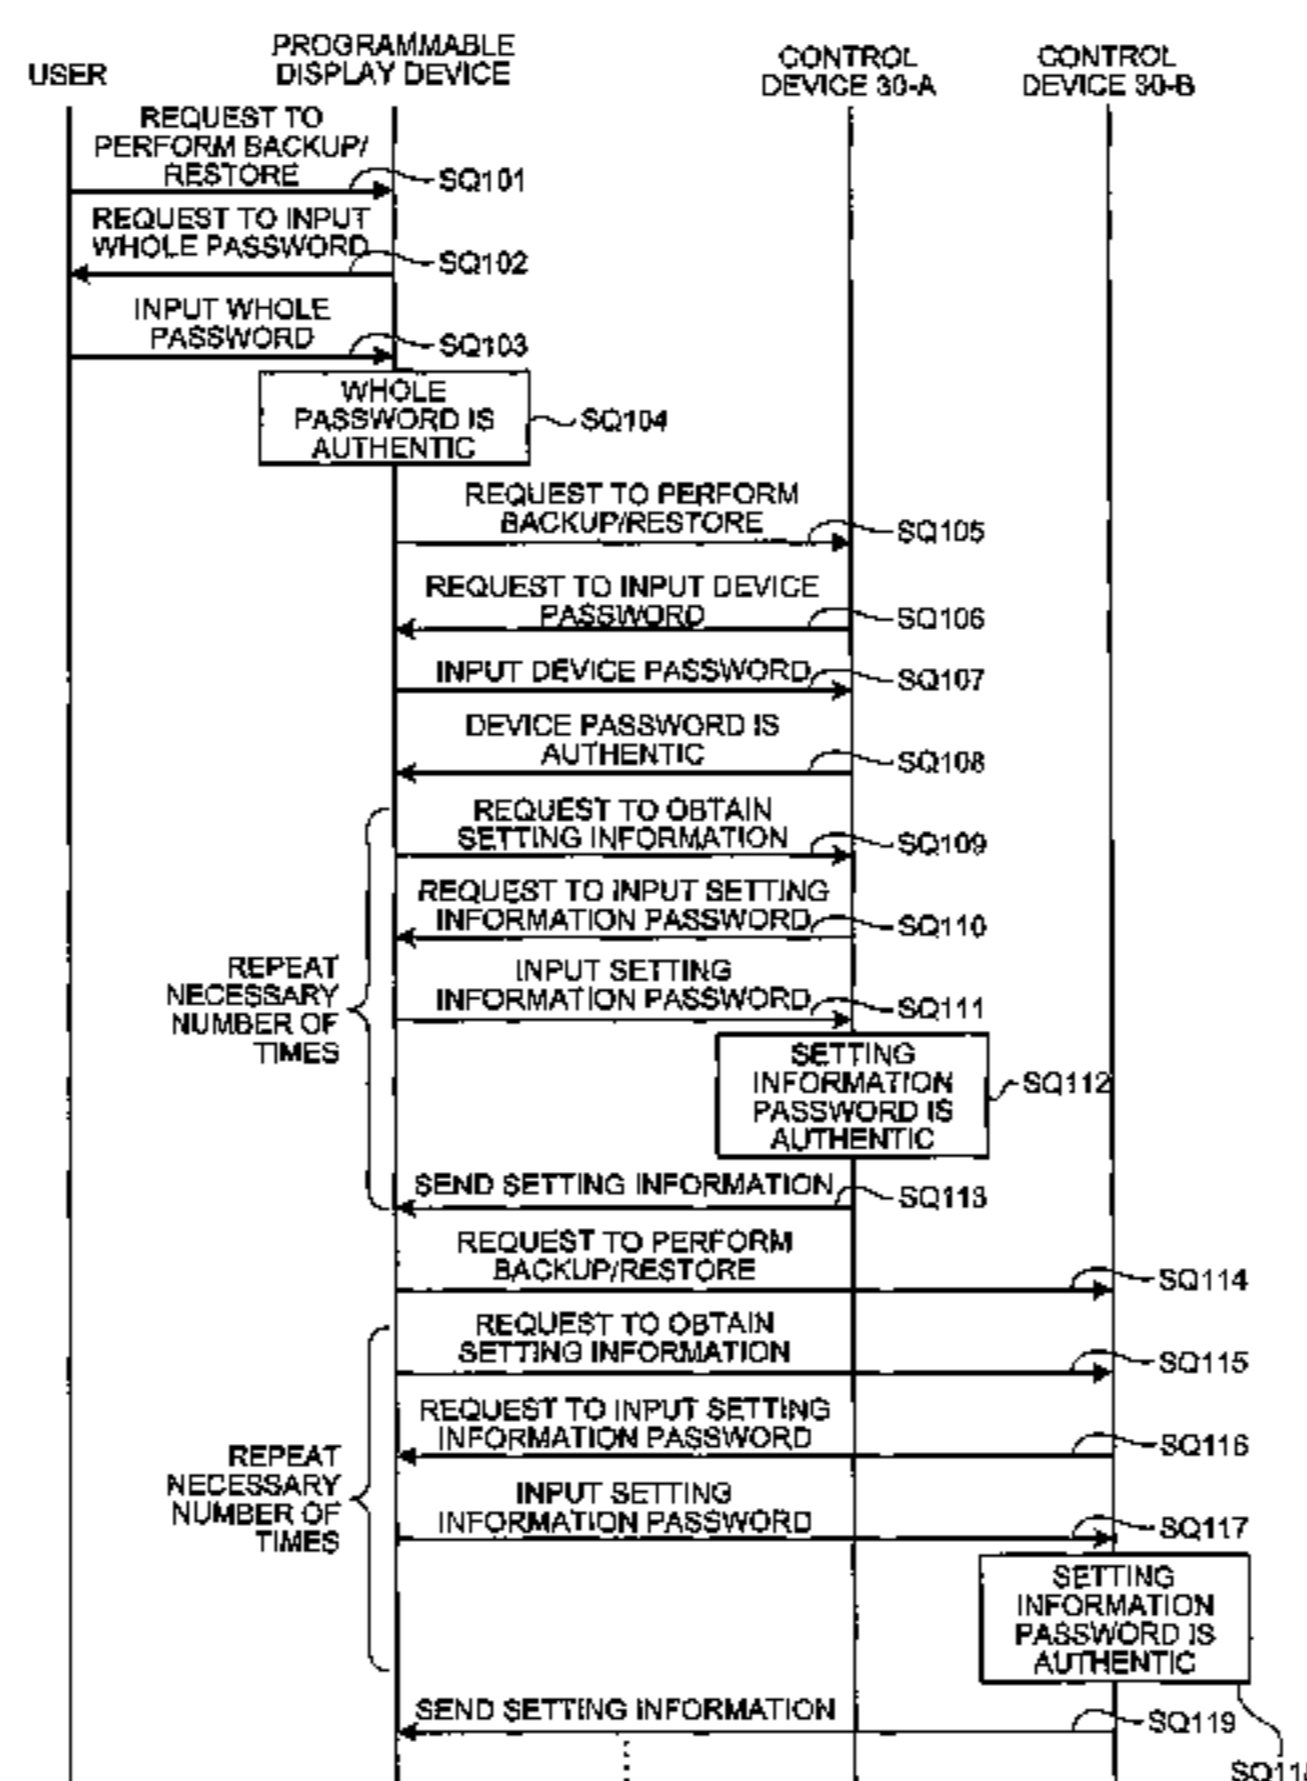 USER
PROGRAMMABLE
DISPLAY DEVICE
CONTROL
DEVICE 30-A
CONTROL
DEVICE 30-B
REQUEST TO
PERFORM BACKUP/
RESTORE
SQ101
REQUEST TO INPUT
WHOLE PASSWORD
SQ102
INPUT WHOLE
PASSWORD
SQ103
WHOLE
PASSWORD IS
AUTHENTIC
SQ104
REQUEST TO PERFORM
BACKUP/RESTORE
SQ105
REQUEST TO INPUT DEVICE
PASSWORD
SQ106
INPUT DEVICE PASSWORD
SQ107
DEVICE PASSWORD IS
AUTHENTIC
SQ108
REQUEST TO OBTAIN
SETTING INFORMATION
SQ109
REQUEST TO INPUT SETTING
INFORMATION PASSWORD
SQ110
REPEAT
NECESSARY
NUMBER OF
TIMES
INPUT SETTING
INFORMATION PASSWORD
SQ111
SETTING
INFORMATION
PASSWORD IS
AUTHENTIC
SQ112
SEND SETTING INFORMATION
SQ113
REQUEST TO PERFORM
BACKUP/RESTORE
SQ114
REQUEST TO OBTAIN
SETTING INFORMATION
SQ115
REQUEST TO INPUT SETTING
INFORMATION PASSWORD
SQ116
REPEAT
NECESSARY
NUMBER OF
TIMES
INPUT SETTING
INFORMATION PASSWORD
SQ117
SETTING
INFORMATION
PASSWORD IS
AUTHENTIC
SEND SETTING INFORMATION
SQ119